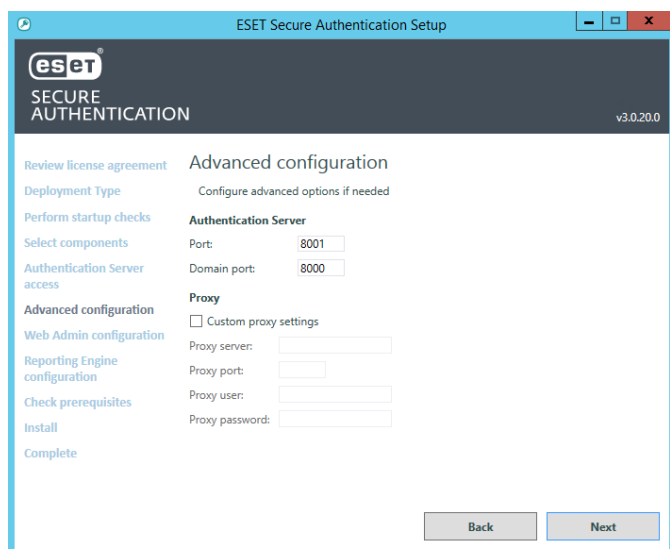 ESET Secure Authentication Setup
eset®
SECURE
AUTHENTICATION
v3.0.20.0
Review license agreement
Deployment Type
Perform startup checks
Select components
Authentication Server
access
Advanced configuration
Web Admin configuration
Reporting Engine
configuration
Check prerequisites
Install
Complete
Advanced configuration
Configure advanced options if needed
Authentication Server
Port: 8001
Domain port: 8000
Proxy
Custom proxy settings
Proxy server:
Proxy port:
Proxy user:
Proxy password:
Back Next